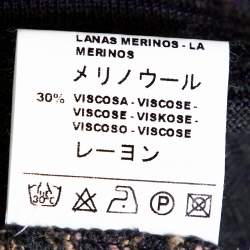 LANAS MERINOS - LA
MERINOS
メリノウール
30% VISCOSA - VISCOSE -
VISCOSE - VISKOSE -
VISCOSO - VISCOSE
レーヨン
30°C P